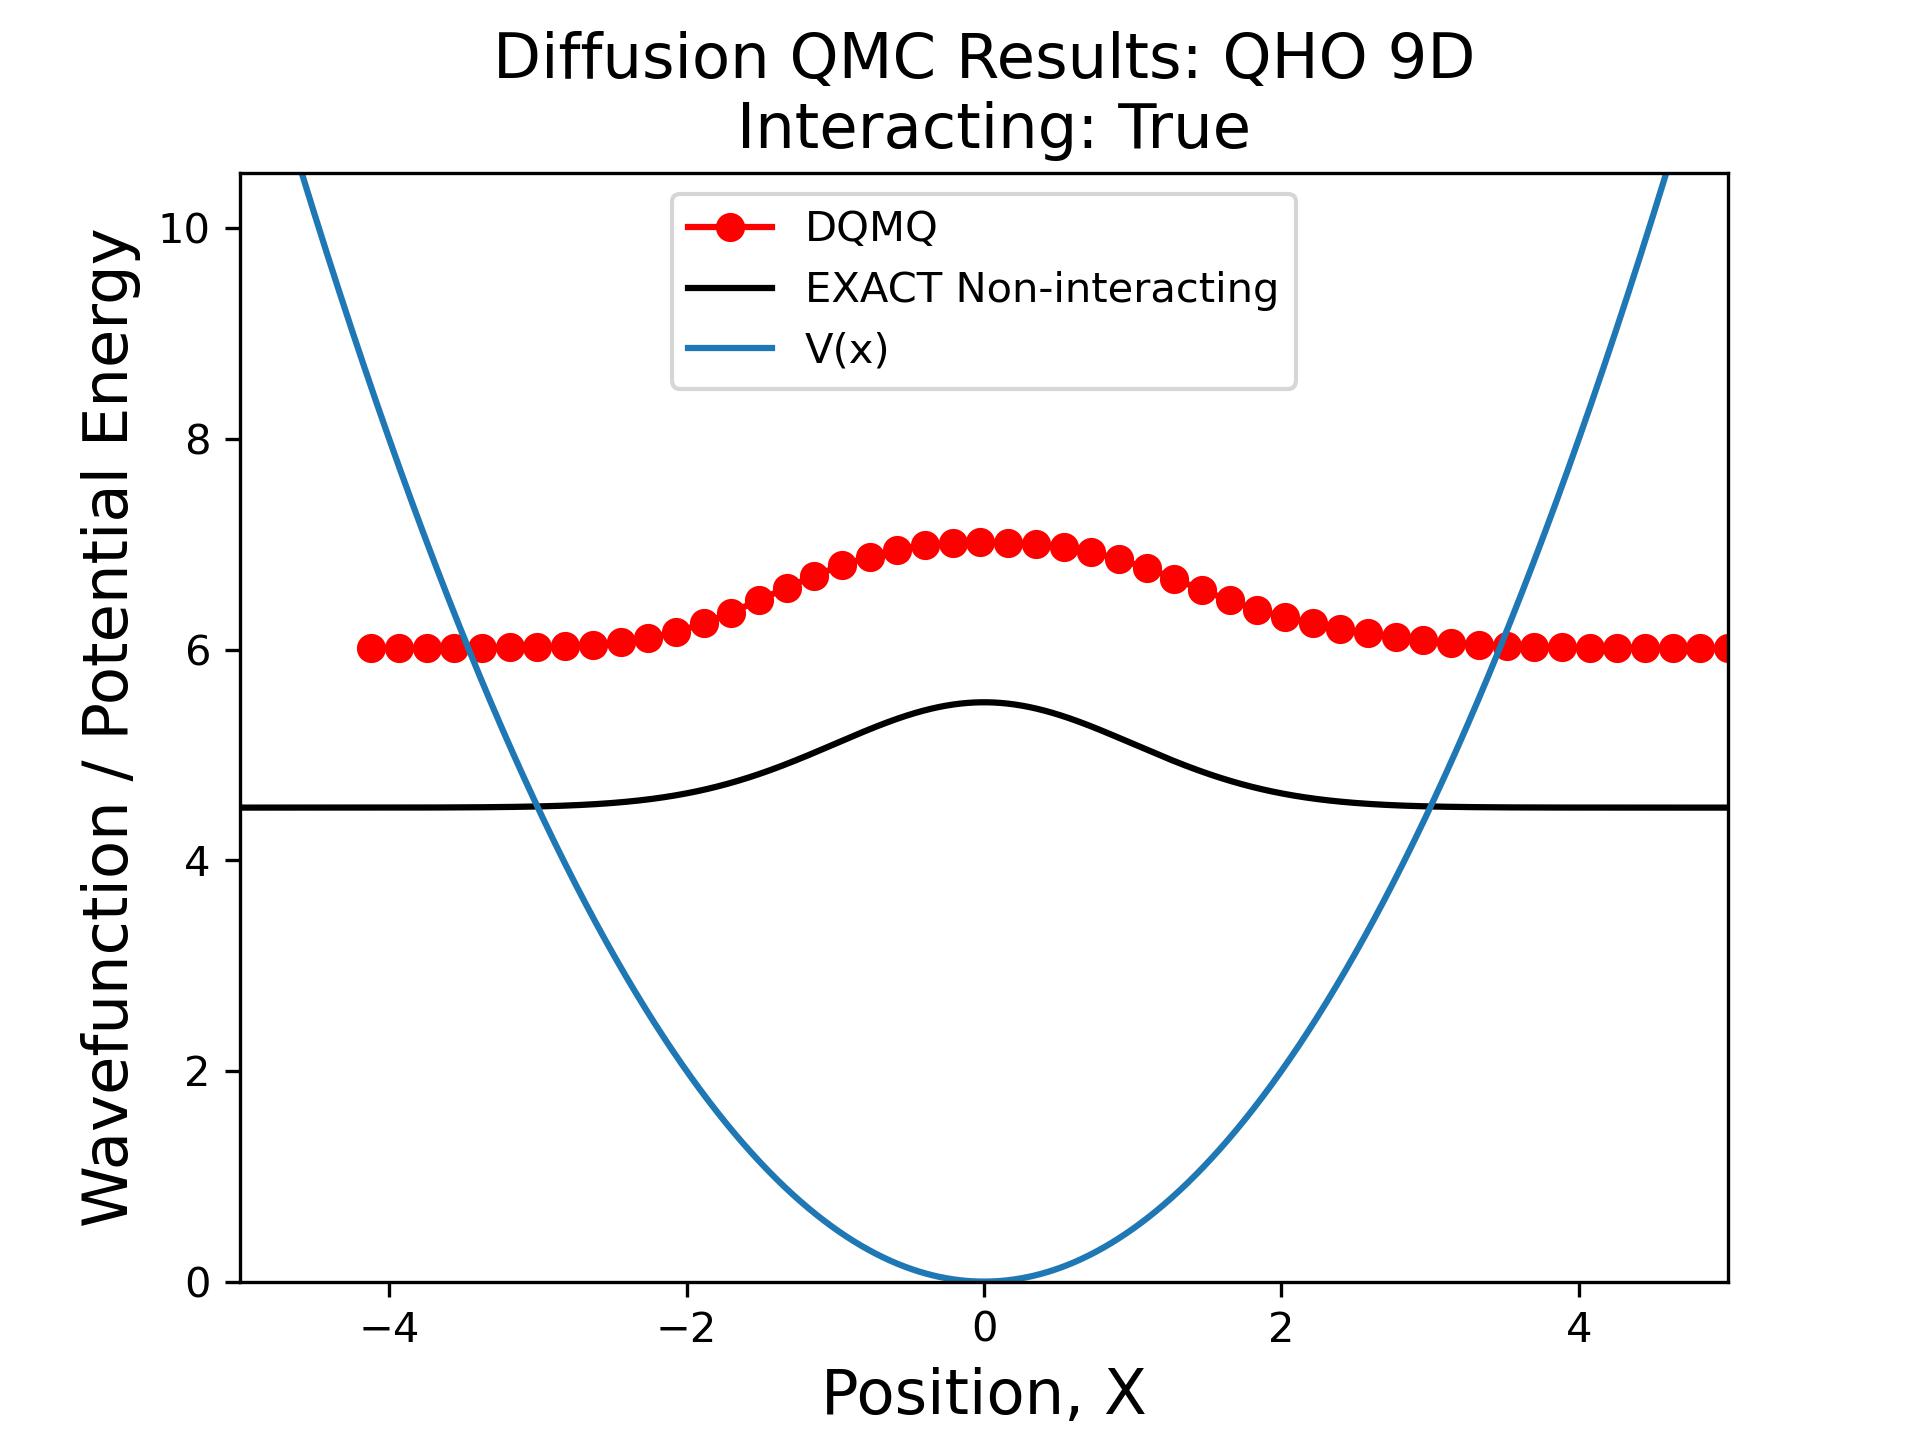 Diffusion QMC Results: QHO 9D
Interacting: True
DQMQ
EXACT Non-interacting
V(x)
Wavefunction / Potential Energy
10
8
6
4
2
0
−4
−2
0
2
4
Position, X